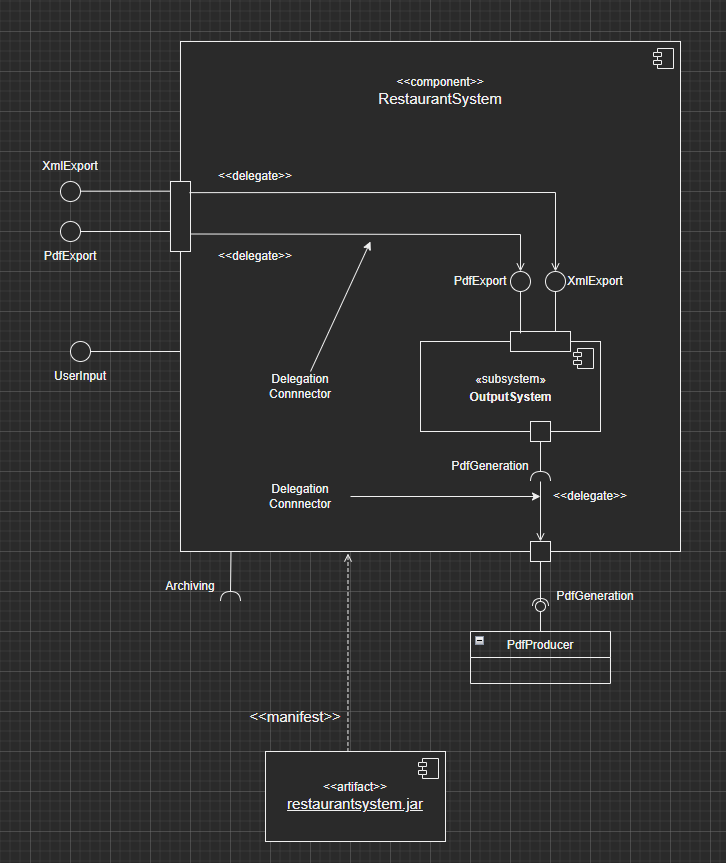 <<component>>
RestaurantSystem
XmlExport
<<delegate>>
PdfExport
<<delegate>>
PdfExport
XmlExport
UserInput
Delegation
Connnector
«subsystem»
OutputSystem
PdfGeneration
Delegation
Connnector
<<delegate>>
Archiving
PdfGeneration
PdfProducer
<<manifest>>
<<artifact>>
restaurantsystem.jar